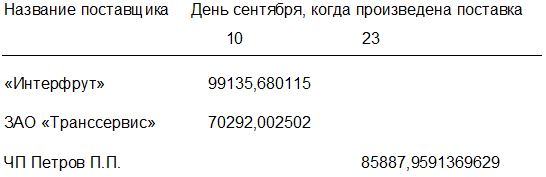 Название поставщика День сентября, когда произведена поставка
10 23
«Интерфрут» 99135,680115
ЗАО «Транссервис» 70292,002502
ЧП Петров П.П. 85887,9591369629